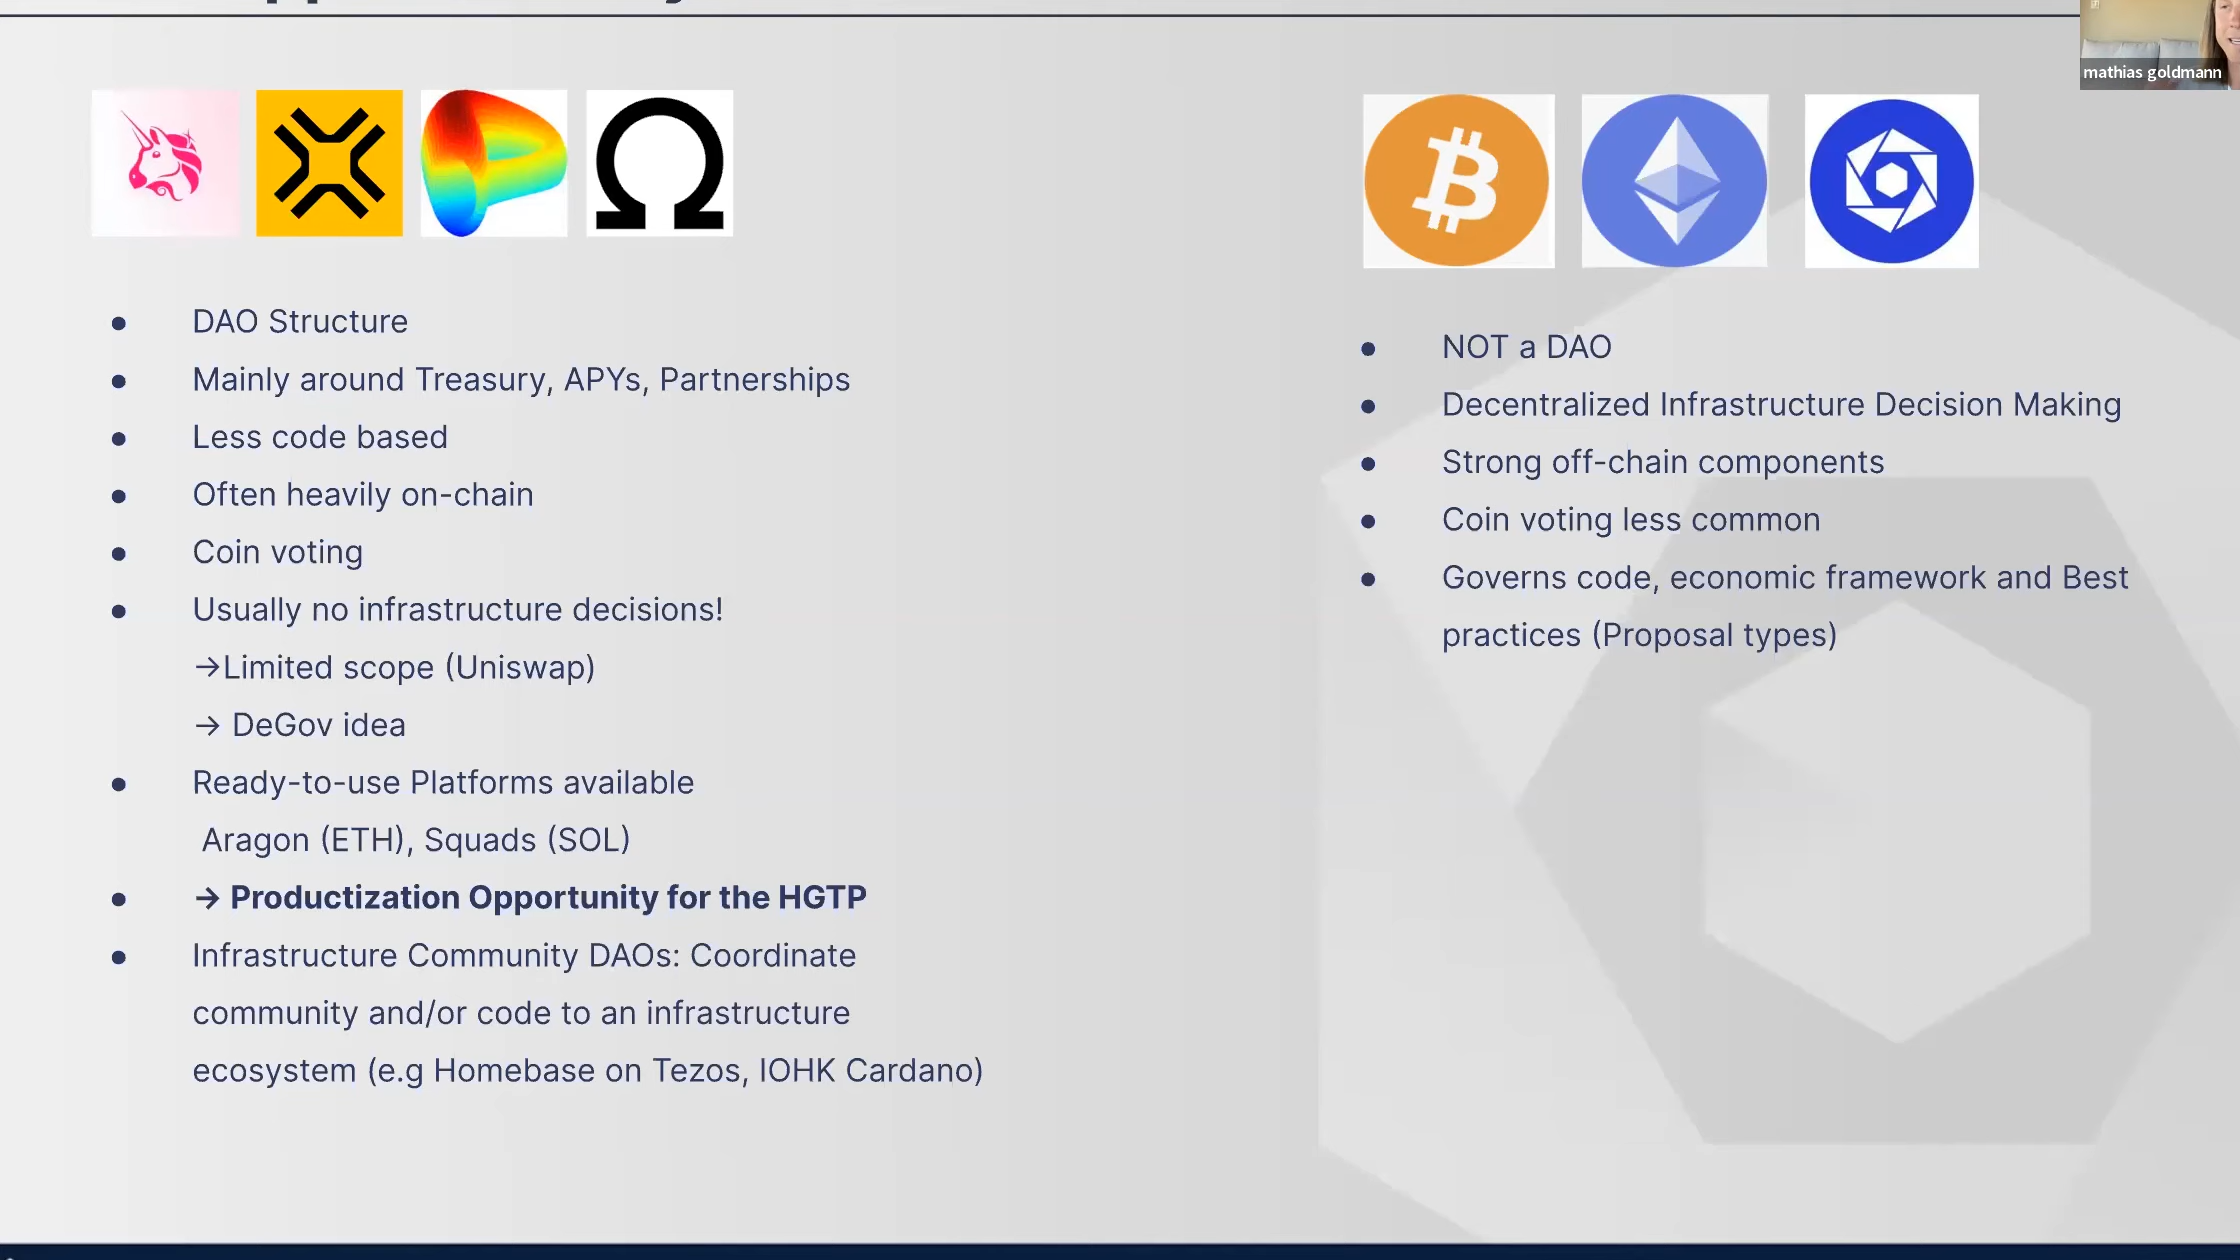 mathias goldmann
● DAO Structure
● Mainly around Treasury, APYs, Partnerships
● Less code based
● Often heavily on-chain
● Coin voting
● Usually no infrastructure decisions!
→Limited scope (Uniswap)
→ DeGov idea
● Ready-to-use Platforms available
Aragon (ETH), Squads (SOL)
● → Productization Opportunity for the HGTP
● Infrastructure Community DAOs: Coordinate
community and/or code to an infrastructure
ecosystem (e.g Homebase on Tezos, IOHK Cardano)
● NOT a DAO
● Decentralized Infrastructure Decision Making
● Strong off-chain components
● Coin voting less common
● Governs code, economic framework and Best
practices (Proposal types)